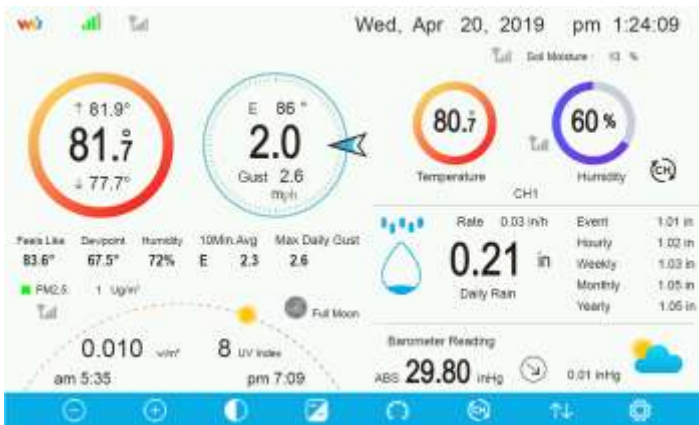 Wed, Apr 20, 2019 pm 1:24:09
Soil Moisture : 13 %
↑ 81.9°
81.7°
↓ 77.7°
E 86 °
2.0
Gust 2.6
mph
80.7°
60 %
Temperature
Humidity
CH
CH1
Feels Like Dewpoint Humidity 10Min.Avg Max Daily Gust
83.6° 67.5° 72% E 2.3 2.6
PM2.5 1 Ug/m³
Full Moon
0.010 w/m² 8 UV Index
am 5:35 pm 7:09
Rate 0.03 in/h
0.21 in
Daily Rain
Event 1.01 in
Hourly 1.02 in
Weekly 1.03 in
Monthly 1.05 in
Yearly 1.05 in
Barometer Reading
ABS 29.80 inHg 0.01 inHg
CH